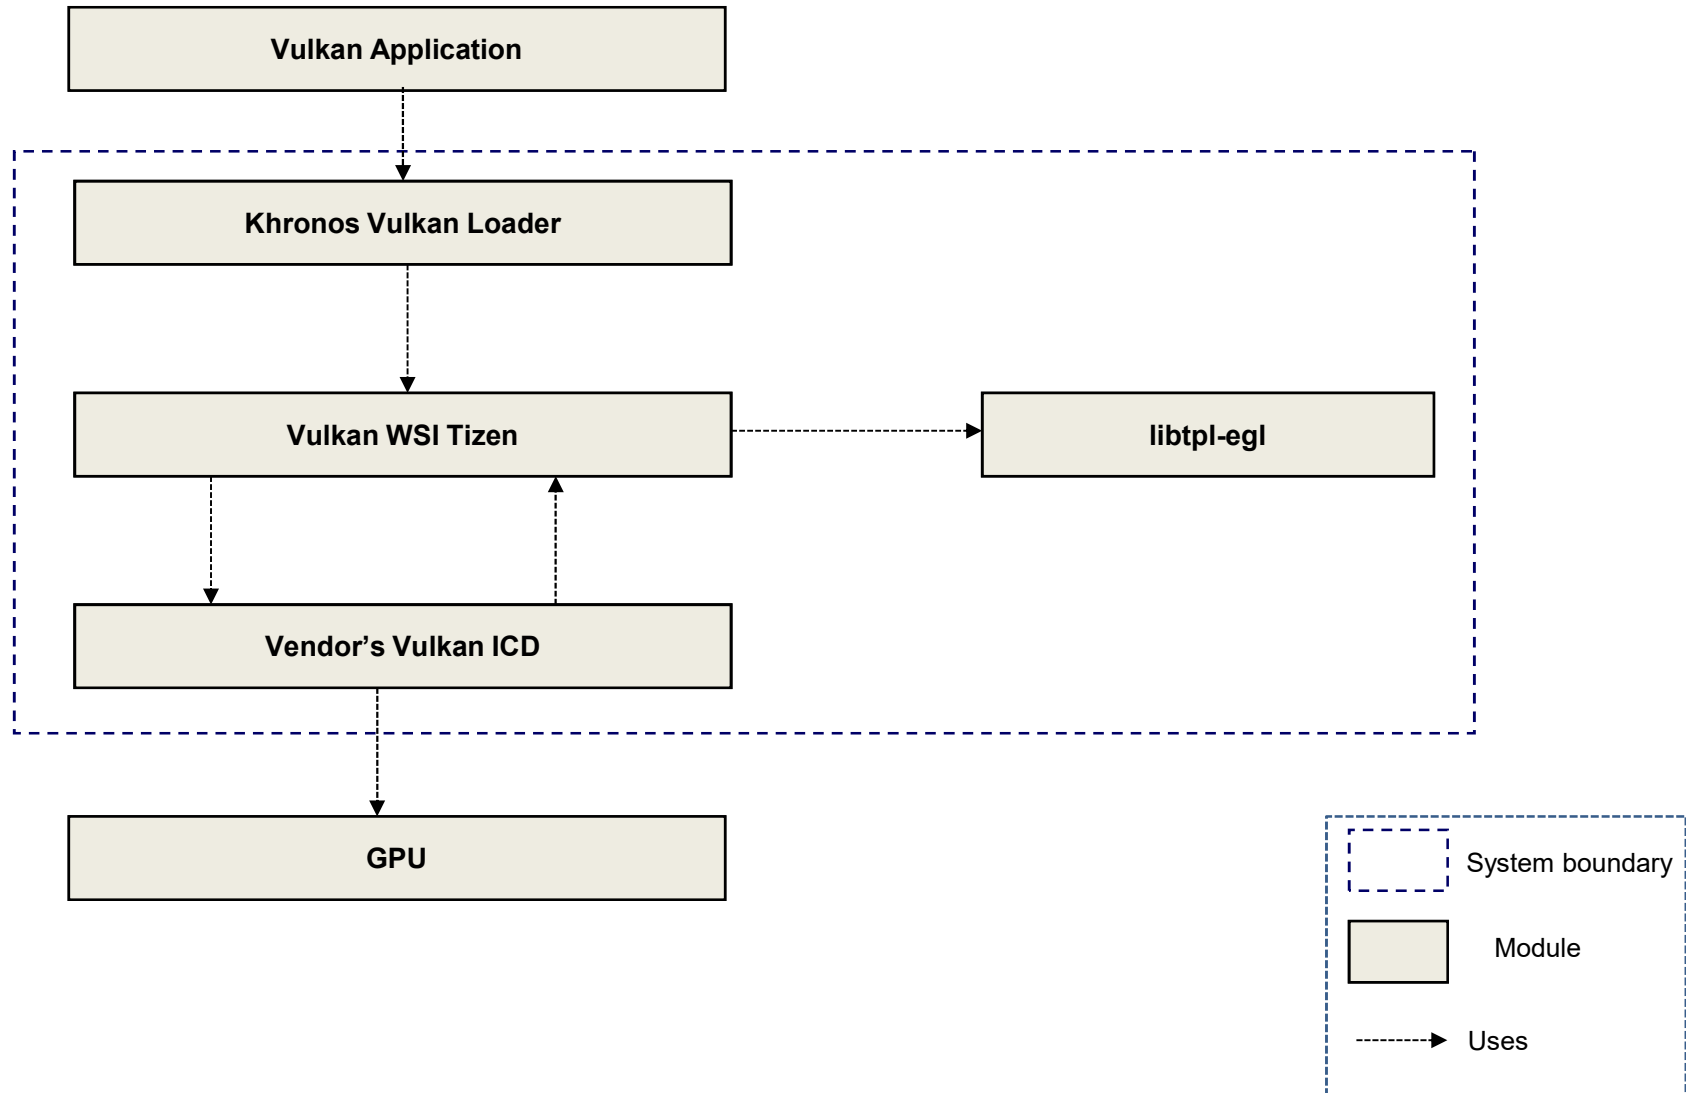 Vulkan Application
Khronos Vulkan Loader
Vulkan WSI Tizen
libtpl-egl
Vendor’s Vulkan ICD
GPU
System boundary
Module
Uses